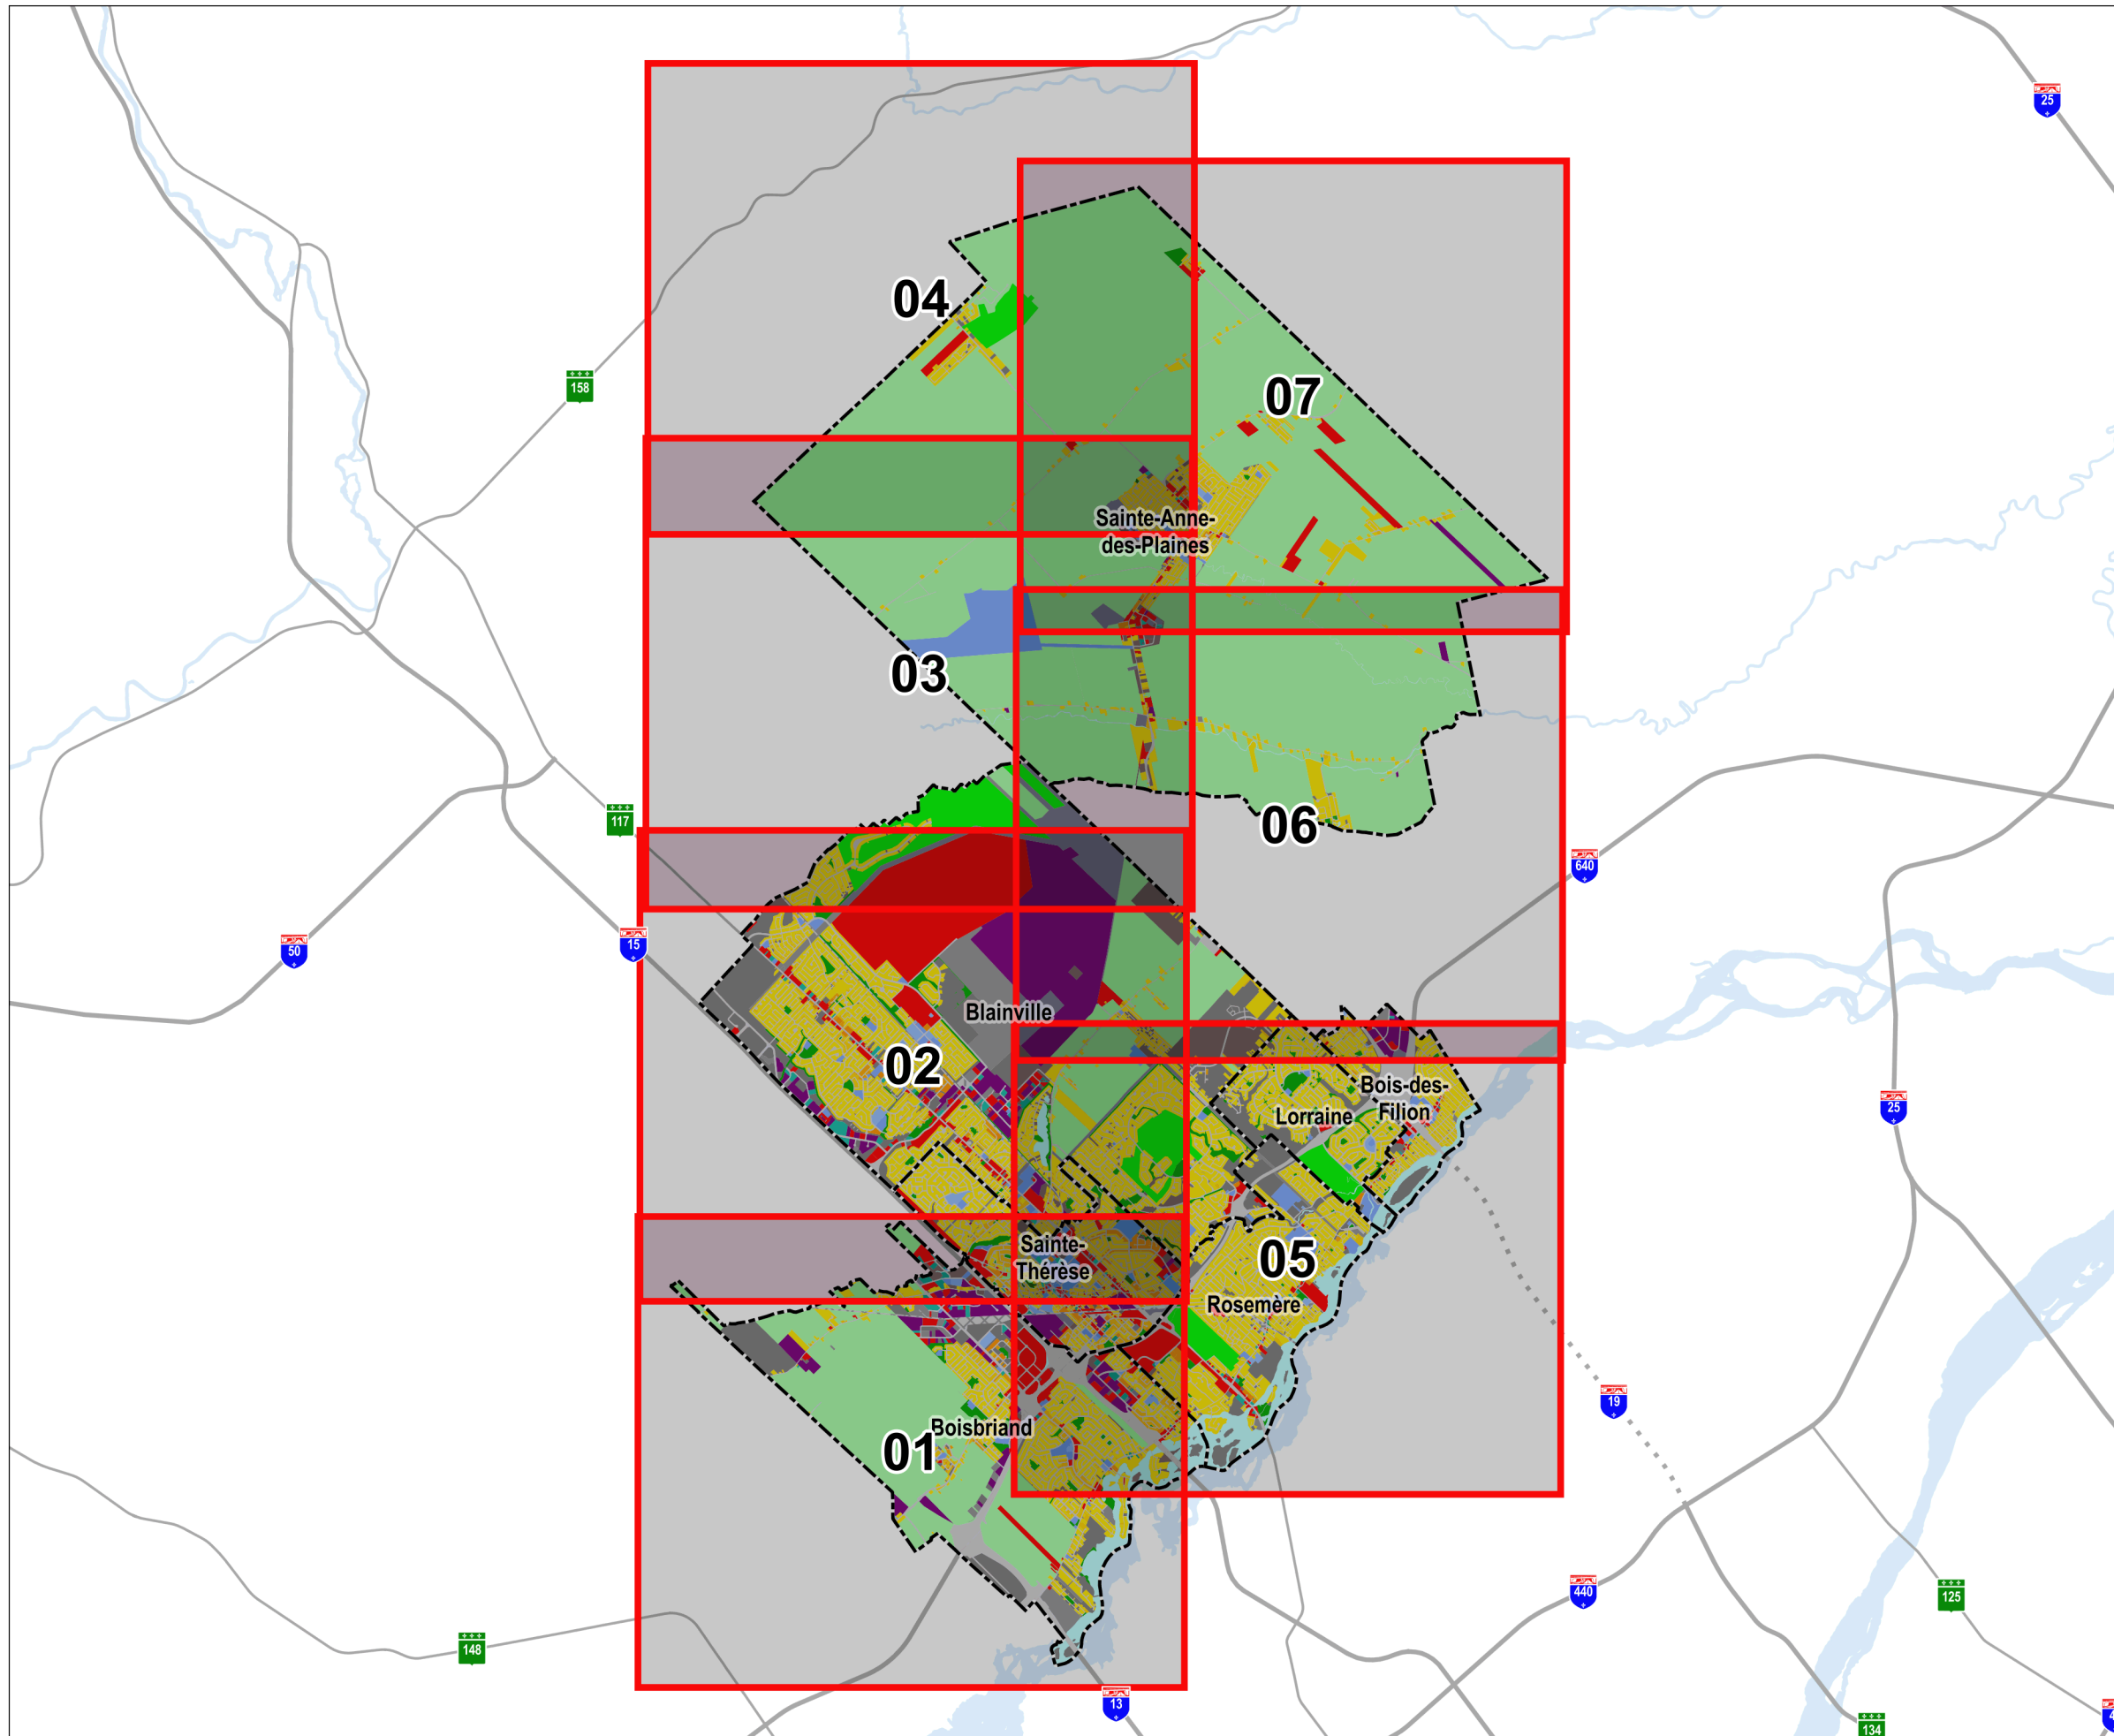 25
04
158
07
Sainte-Anne-
des-Plaines
03
117
06
640
15
50
Blainville
02
Bois-des-
Filion
Lorraine
25
Sainte-
Thérèse
05
Rosemère
19
Boisbriand
01
440
125
148
13
134